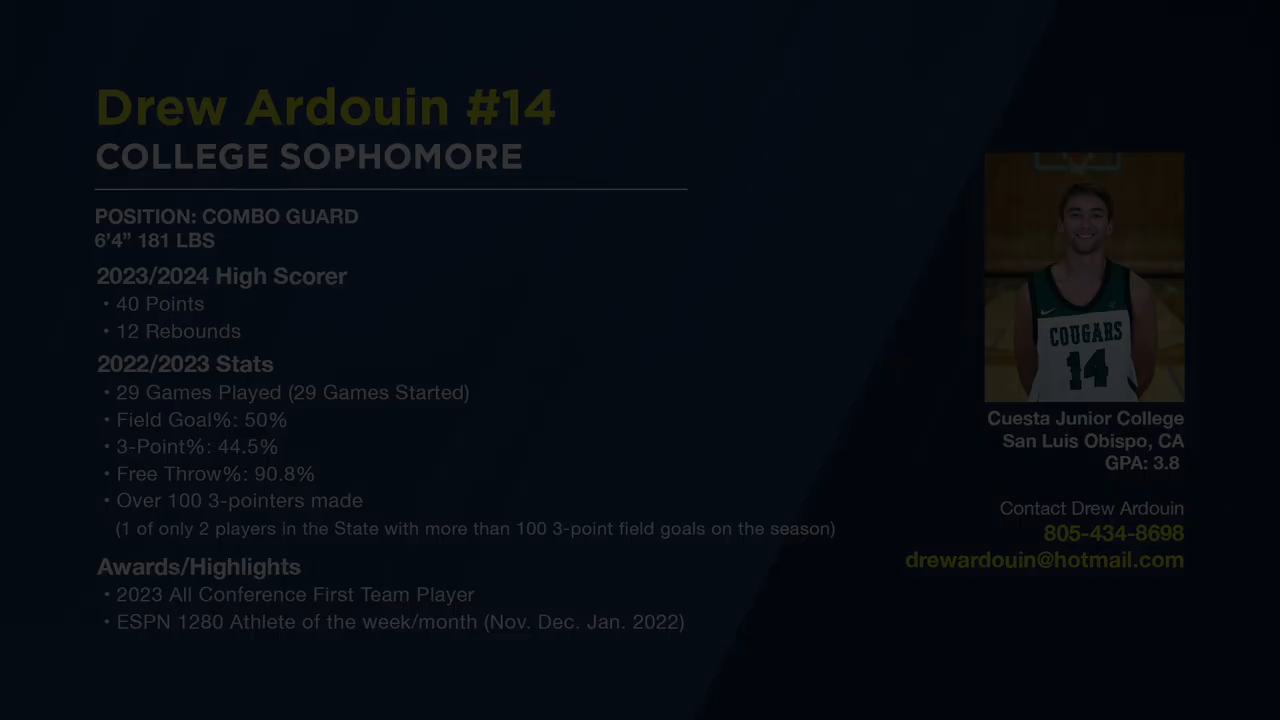 Drew Ardouin #14
COLLEGE SOPHOMORE
POSITION: COMBO GUARD
6’4” 181 LBS
2023/2024 High Scorer
• 40 Points
• 12 Rebounds
2022/2023 Stats
• 29 Games Played (29 Games Started)
• Field Goal%: 50%
• 3-Point%: 44.5%
• Free Throw%: 90.8%
• Over 100 3-pointers made
(1 of only 2 players in the State with more than 100 3-point field goals on the season)
Awards/Highlights
• 2023 All Conference First Team Player
• ESPN 1280 Athlete of the week/month (Nov. Dec. Jan. 2022)
COUGARS
14
Cuesta Junior College
San Luis Obispo, CA
GPA: 3.8
Contact Drew Ardouin
805-434-8698
drewardouin@hotmail.com